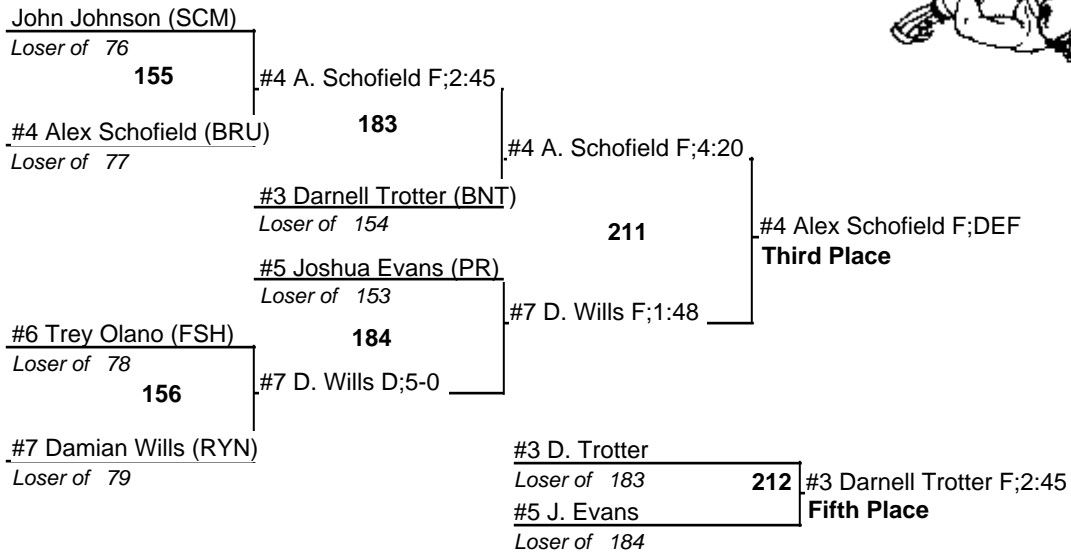 John Johnson (SCM)
Loser of 76
155
#4 A. Schofield F;2:45
#4 Alex Schofield (BRU)
Loser of 77
183
#4 A. Schofield F;4:20
#3 Darnell Trotter (BNT)
Loser of 154
211
#4 Alex Schofield F;DEF
Third Place
#5 Joshua Evans (PR)
Loser of 153
#7 D. Wills F;1:48
#6 Trey Olano (FSH)
Loser of 78
184
156
#7 D. Wills D;5-0
#7 Damian Wills (RYN)
Loser of 79
#3 D. Trotter
Loser of 183
212
#3 Darnell Trotter F;2:45
Fifth Place
#5 J. Evans
Loser of 184